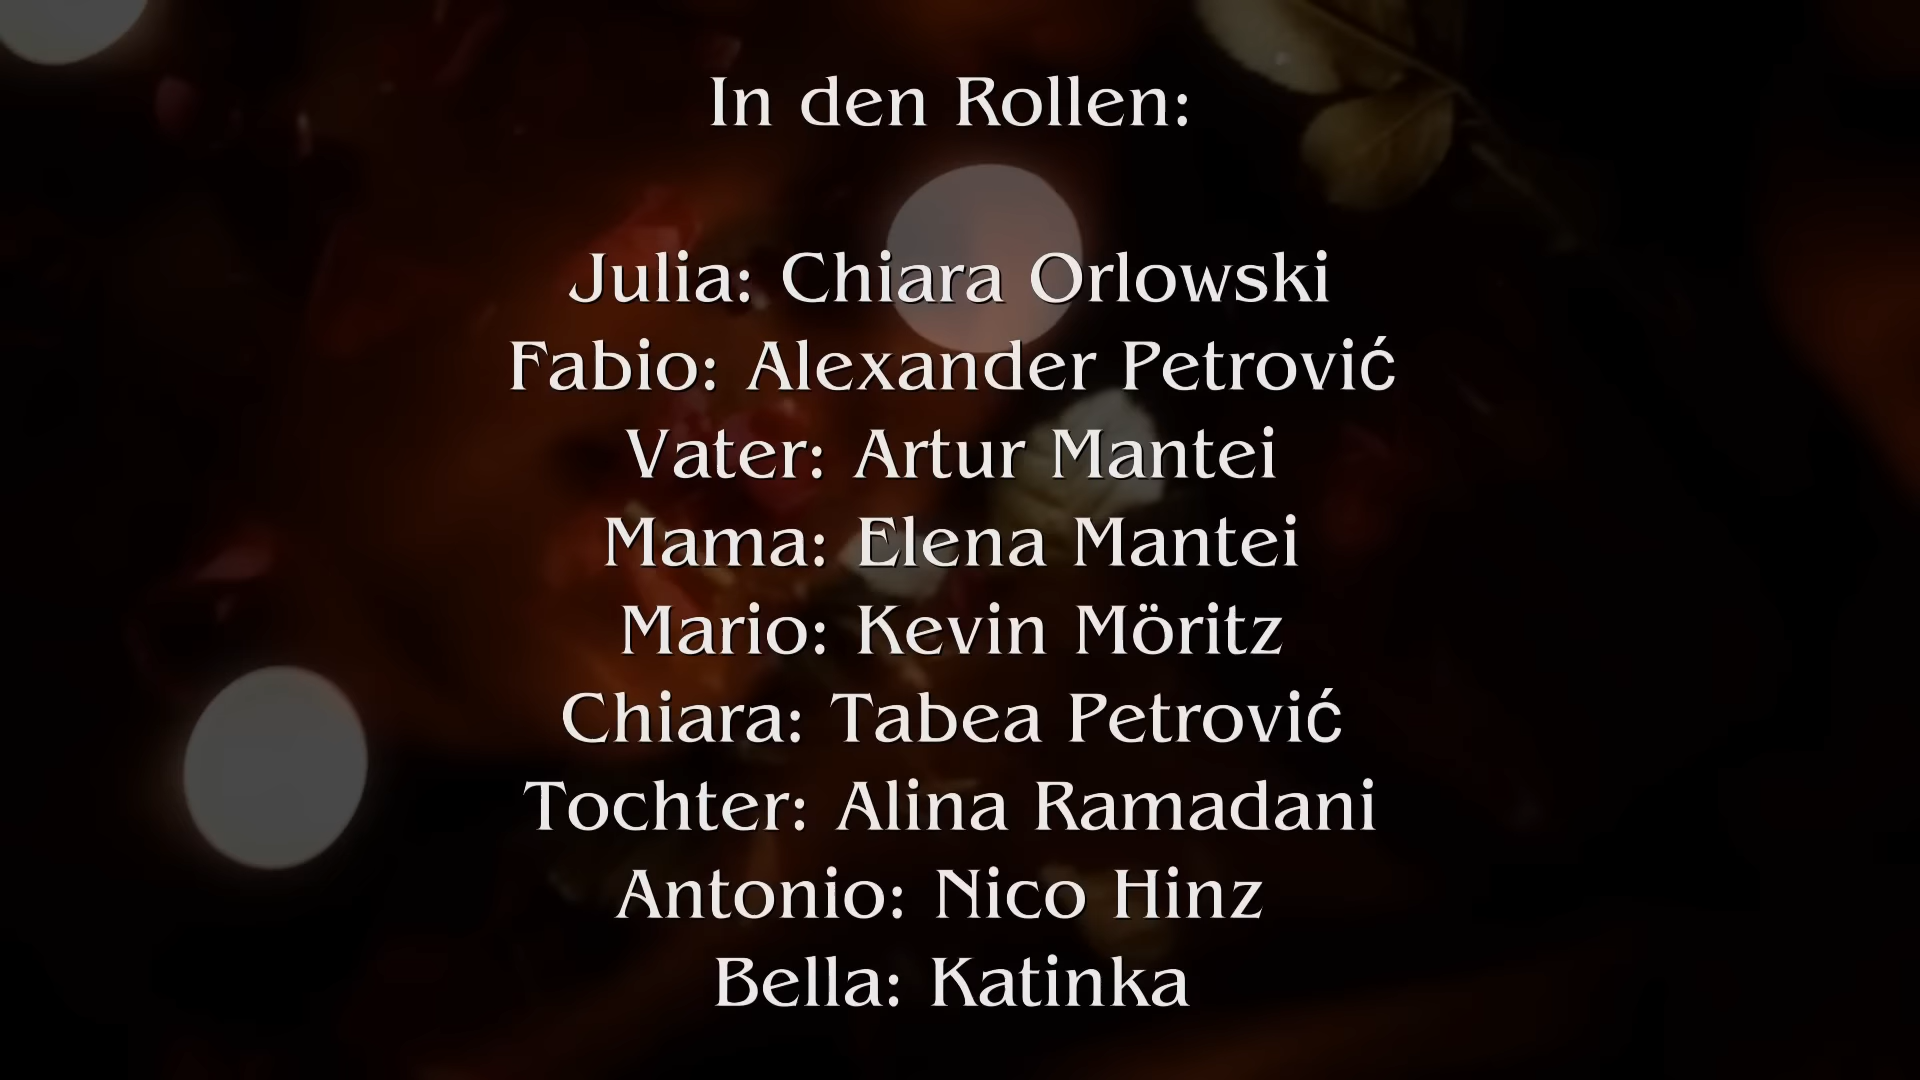 In den Rollen:
Julia: Chiara Orlowski
Fabio: Alexander Petrović
Vater: Artur Mantei
Mama: Elena Mantei
Mario: Kevin Möritz
Chiara: Tabea Petrović
Tochter: Alina Ramadani
Antonio: Nico Hinz
Bella: Katinka